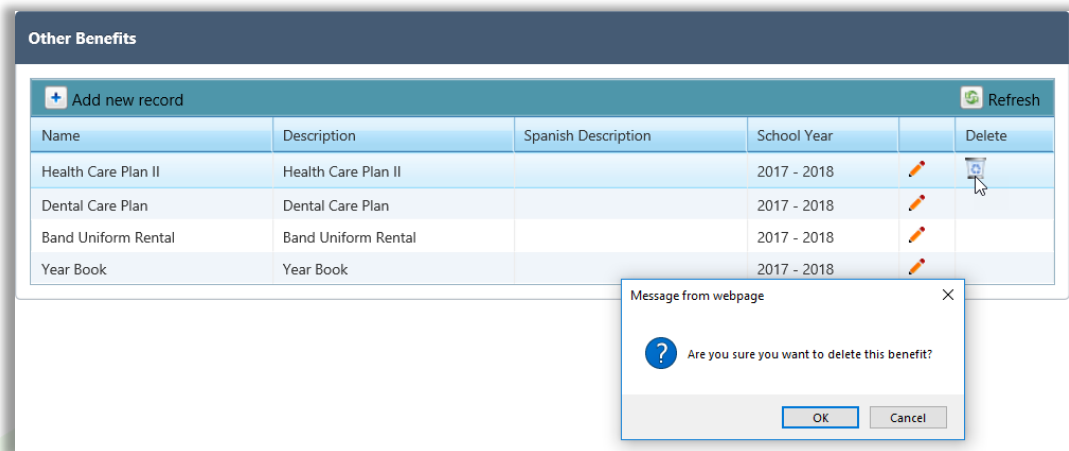 Other Benefits
Add new record Refresh
Name Description Spanish Description School Year Delete
Health Care Plan II Health Care Plan II 2017 - 2018
Dental Care Plan Dental Care Plan 2017 - 2018
Band Uniform Rental Band Uniform Rental 2017 - 2018
Year Book Year Book 2017 - 2018
Message from webpage
Are you sure you want to delete this benefit?
OK Cancel